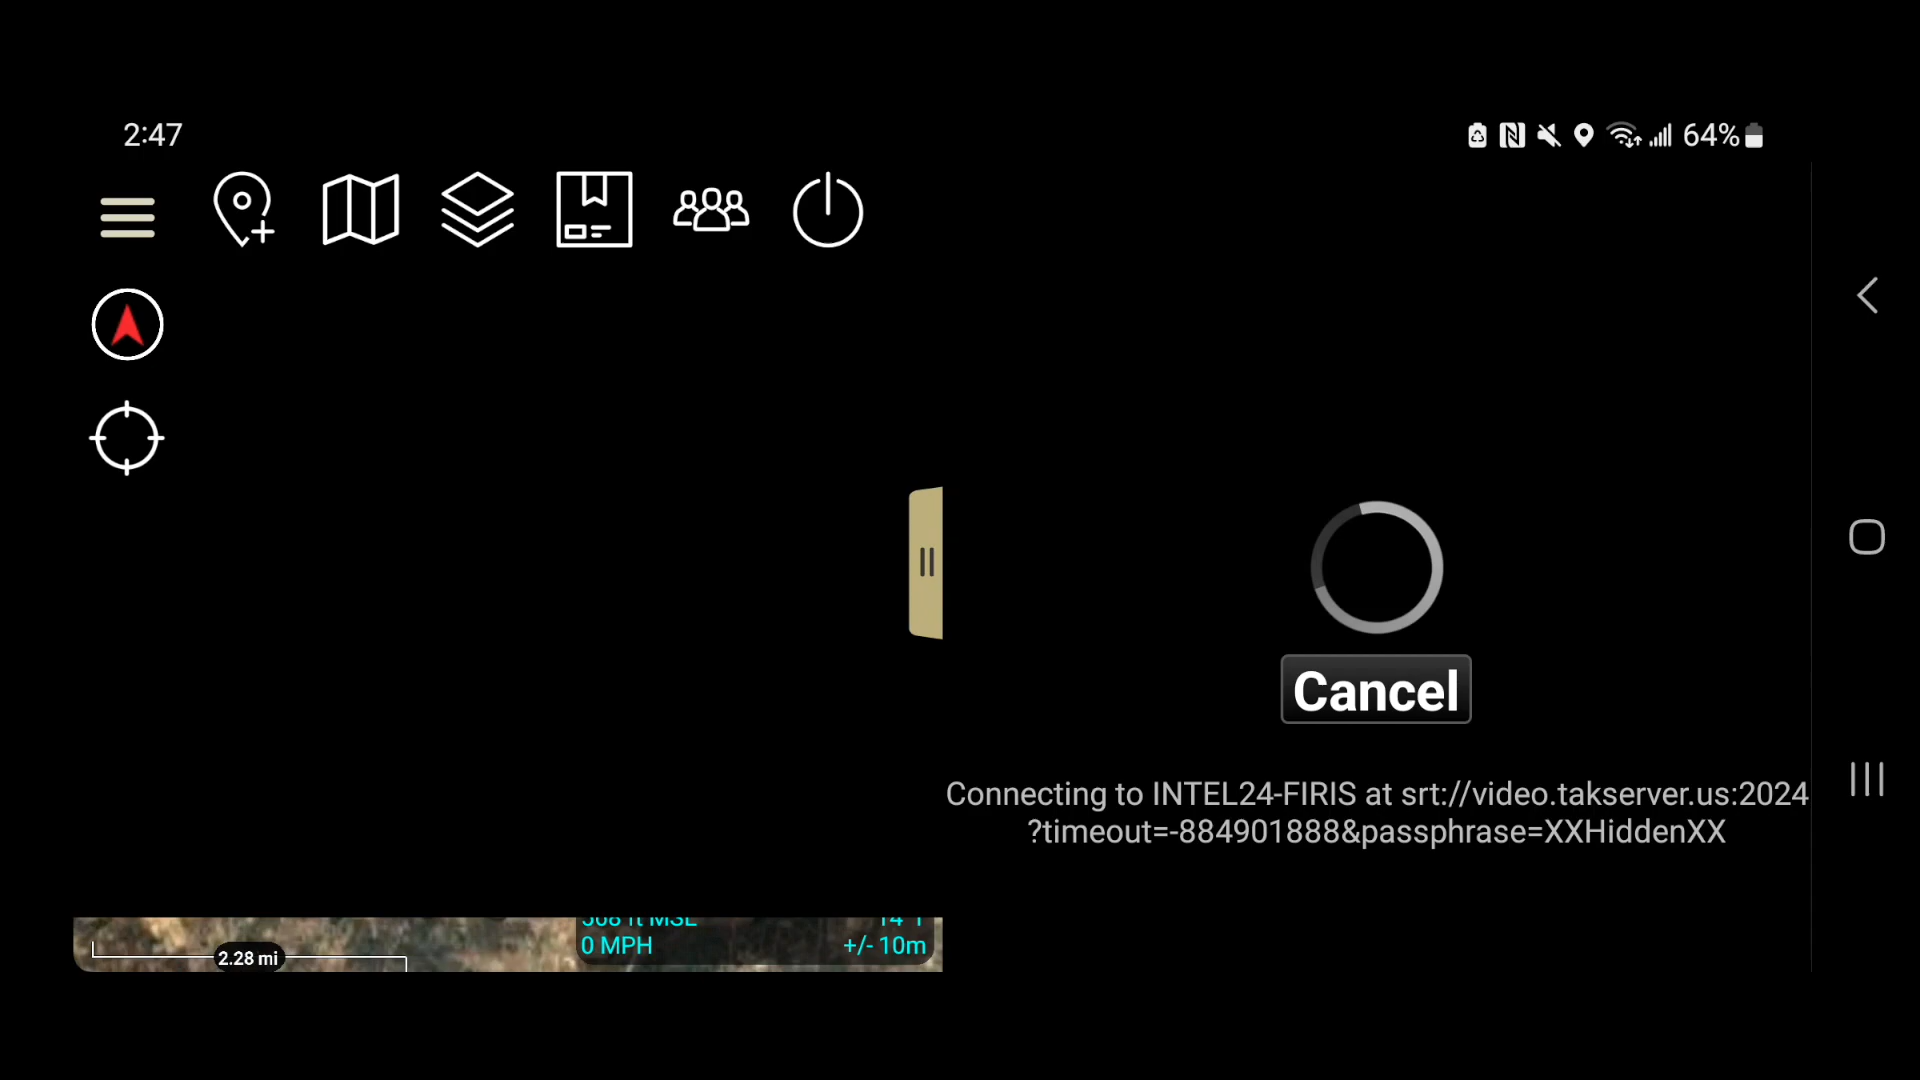 2:47
64%
Cancel
Connecting to INTEL24-FIRIS at srt://video.takserver.us:2024
?timeout=-884901888&passphrase=XXHiddenXX
0 MPH
+/- 10m
2.28 mi